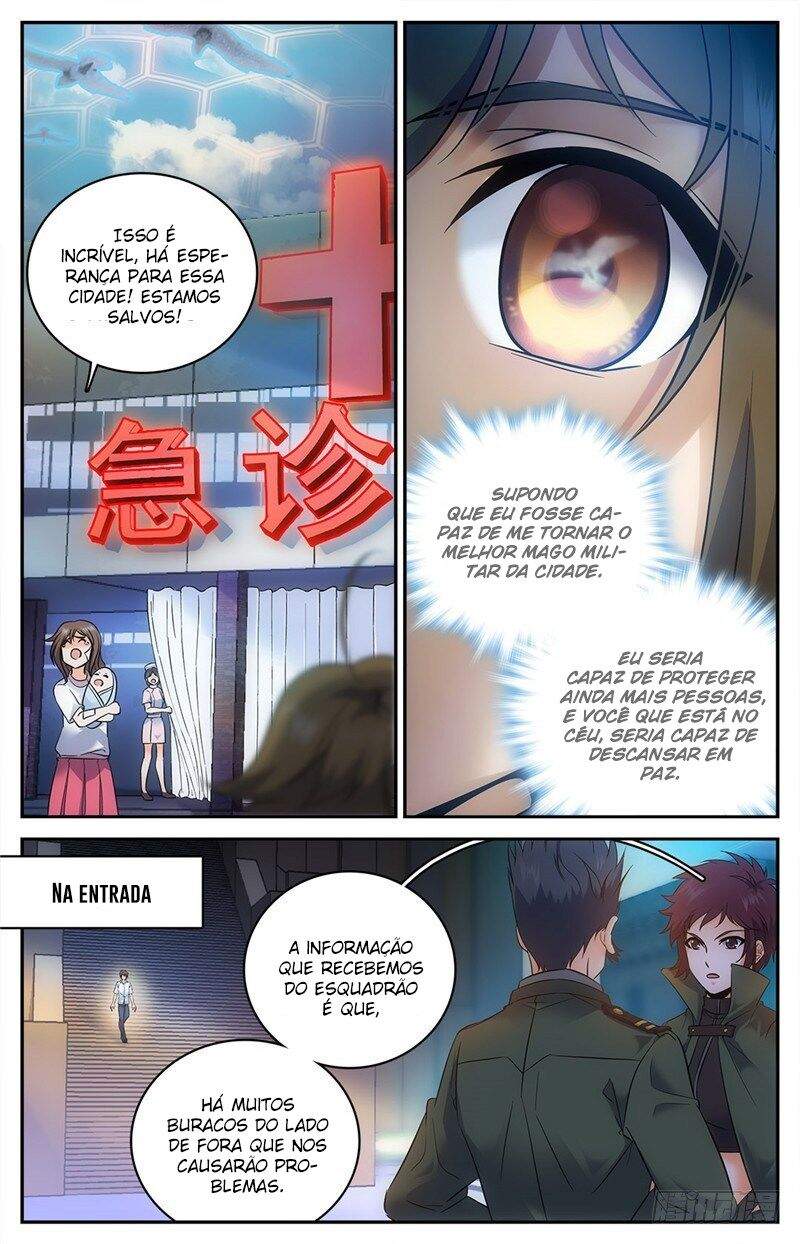 ISSO É
INCRÍVEL, HÁ ESPE-
RANÇA PARA ESSA
CIDADE! ESTAMOS
SALVOS!
急诊
SUPONDO
QUE EU FOSSE CA-
PAZ DE ME TORNAR O
MELHOR MAGO MILI-
TAR DA CIDADE.
EU SERIA
CAPAZ DE PROTEGER
AINDA MAIS PESSOAS,
E VOCÊ QUE ESTÁ NO
CÉU, SERIA CAPAZ DE
DESCANSAR EM
PAZ.
NA ENTRADA
A INFORMAÇÃO
QUE RECEBEMOS
DO ESQUADRÃO
É QUE,
HÁ MUITOS
BURACOS DO LADO
DE FORA QUE NOS
CAUSARÃO PRO-
BLEMAS.